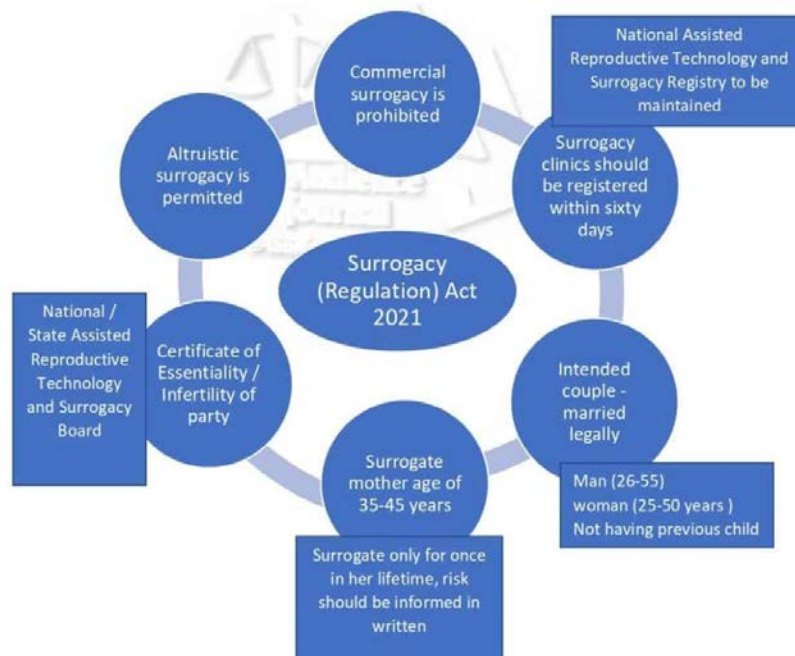 Commercial
surrogacy is
prohibited
National Assisted
Reproductive Technology and
Surrogacy Registry to be
maintained
Surrogacy
clinics should
be registered
within sixty
days
Intended
couple -
married
legally
Man (26-55)
woman (25-50 years )
Not having previous child
Surrogate
mother age of
35-45 years
Surrogate only for once
in her lifetime, risk
should be informed in
written
Certificate of
Essentiality /
Infertility of
party
National /
State Assisted
Reproductive
Technology
and Surrogacy
Board
Altruistic
surrogacy is
permitted
Surrogacy
(Regulation) Act
2021
journal